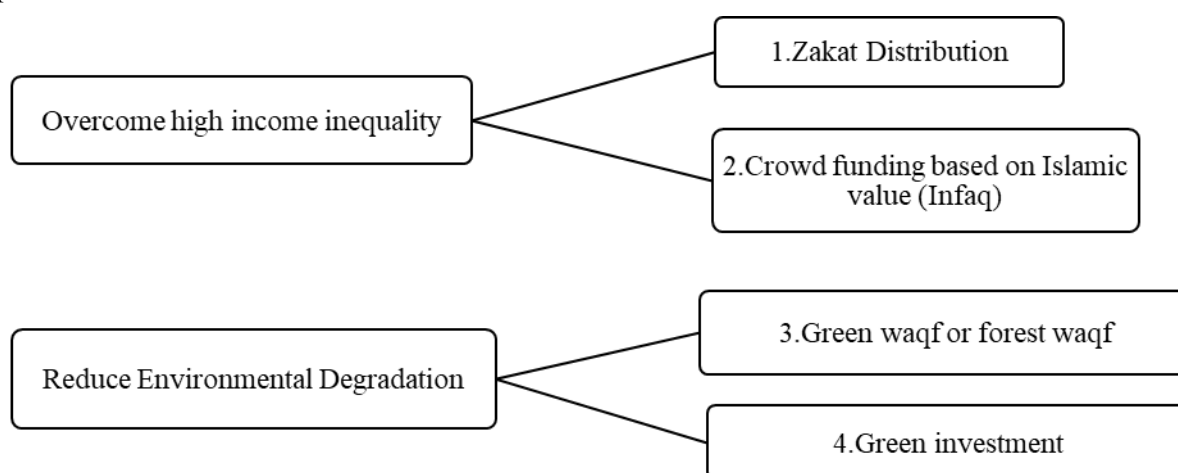 Overcome high income inequality
1.Zakat Distribution
2.Crowd funding based on Islamic
value (Infaq)
Reduce Environmental Degradation
3.Green waqf or forest waqf
4.Green investment